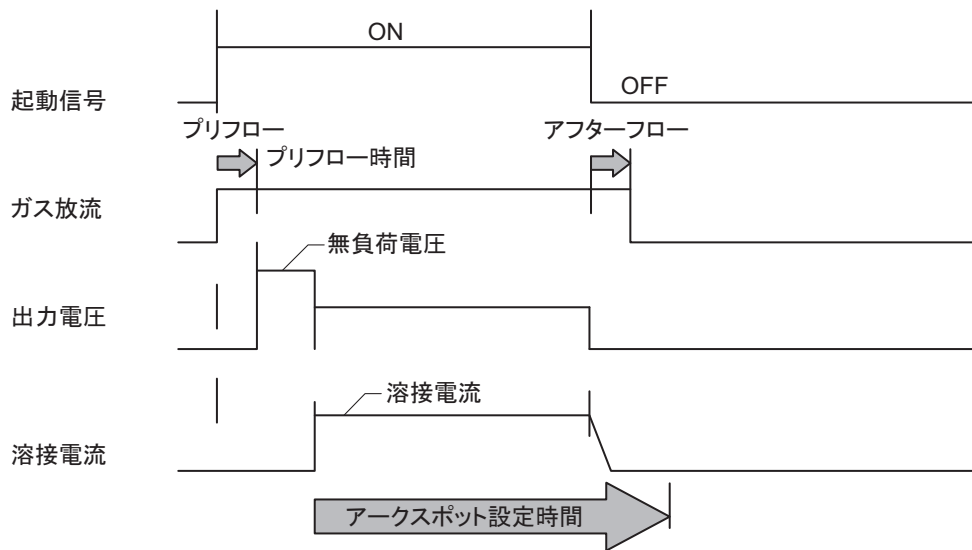 ON
OFF
起動信号
プリフロー
アフターフロー
プリフロー時間
ガス放流
無負荷電圧
出力電圧
溶接電流
溶接電流
アークスポット設定時間